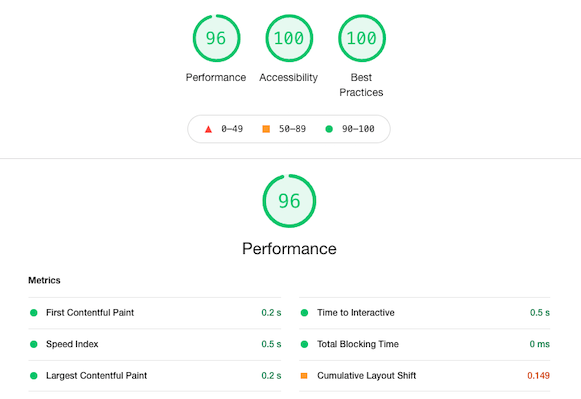 96 100 100
Performance Accessibility Best
Practices
0–49 50–89 90–100
96
Performance
Metrics
First Contentful Paint 0.2 s
Time to Interactive 0.5 s
Speed Index 0.5 s
Total Blocking Time 0 ms
Largest Contentful Paint 0.2 s
Cumulative Layout Shift 0.149